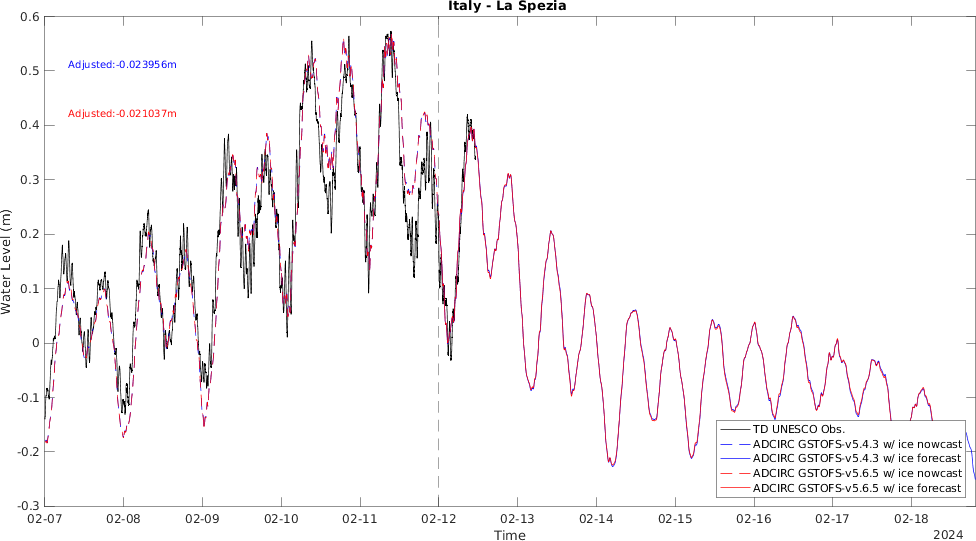 Italy - La Spezia
0.6
0.5
0.4
0.3
0.2
0.1
0
-0.1
-0.2
-0.3
Water Level (m)
Adjusted:-0.023956m
Adjusted:-0.021037m
TD UNESCO Obs.
ADCIRC GSTOFS-v5.4.3 w/ ice nowcast
ADCIRC GSTOFS-v5.4.3 w/ ice forecast
ADCIRC GSTOFS-v5.6.5 w/ ice nowcast
ADCIRC GSTOFS-v5.6.5 w/ ice forecast
02-07 02-08 02-09 02-10 02-11 02-12 02-13 02-14 02-15 02-16 02-17 02-18
Time
2024